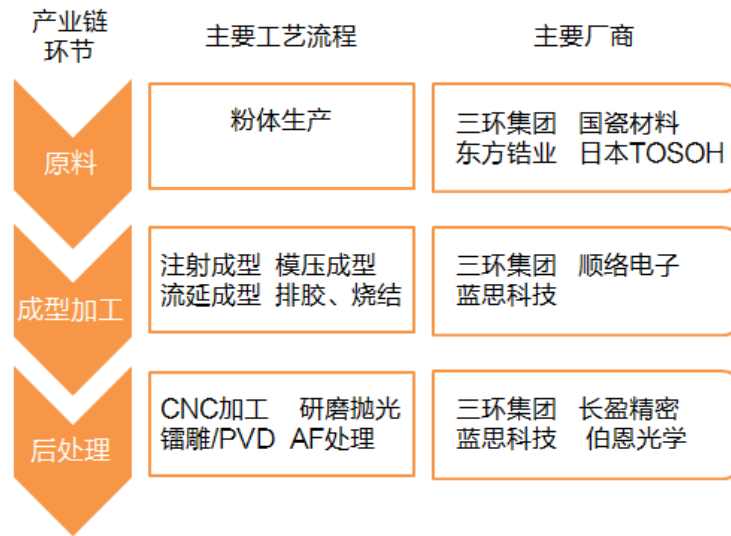 产业链
环节
主要工艺流程
主要厂商
原料
粉体生产
三环集团 国瓷材料
东方锆业 日本TOSOH
成型加工
注射成型 模压成型
流延成型 排胶、烧结
三环集团 顺络电子
蓝思科技
后处理
CNC加工 研磨抛光
镭雕/PVD AF处理
三环集团 长盈精密
蓝思科技 伯恩光学